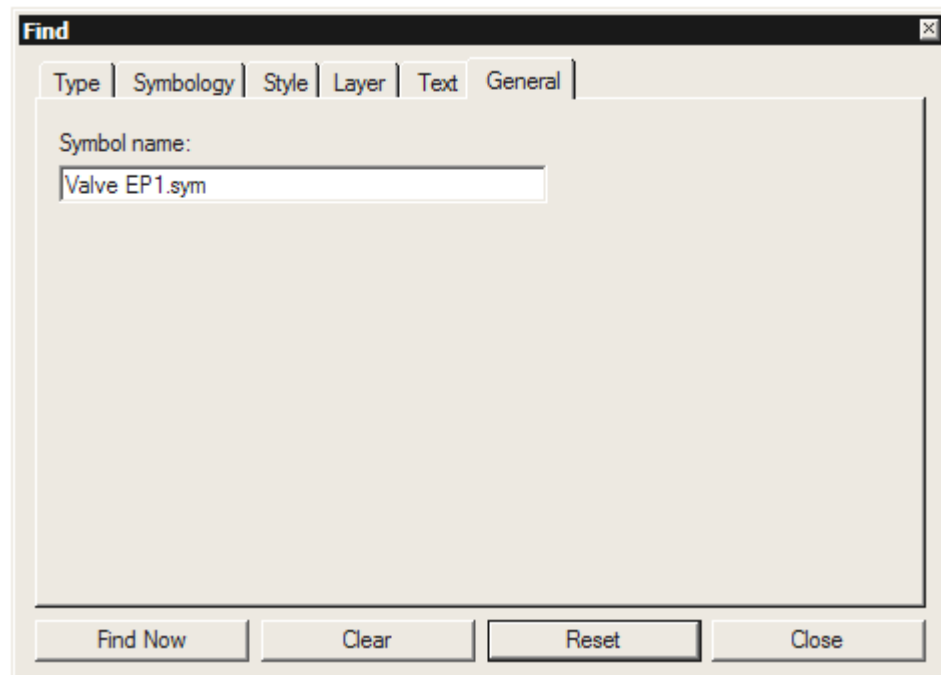 Find
Type Symbology Style Layer Text General
Symbol name:
Valve EP1.sym
Find Now Clear Reset Close